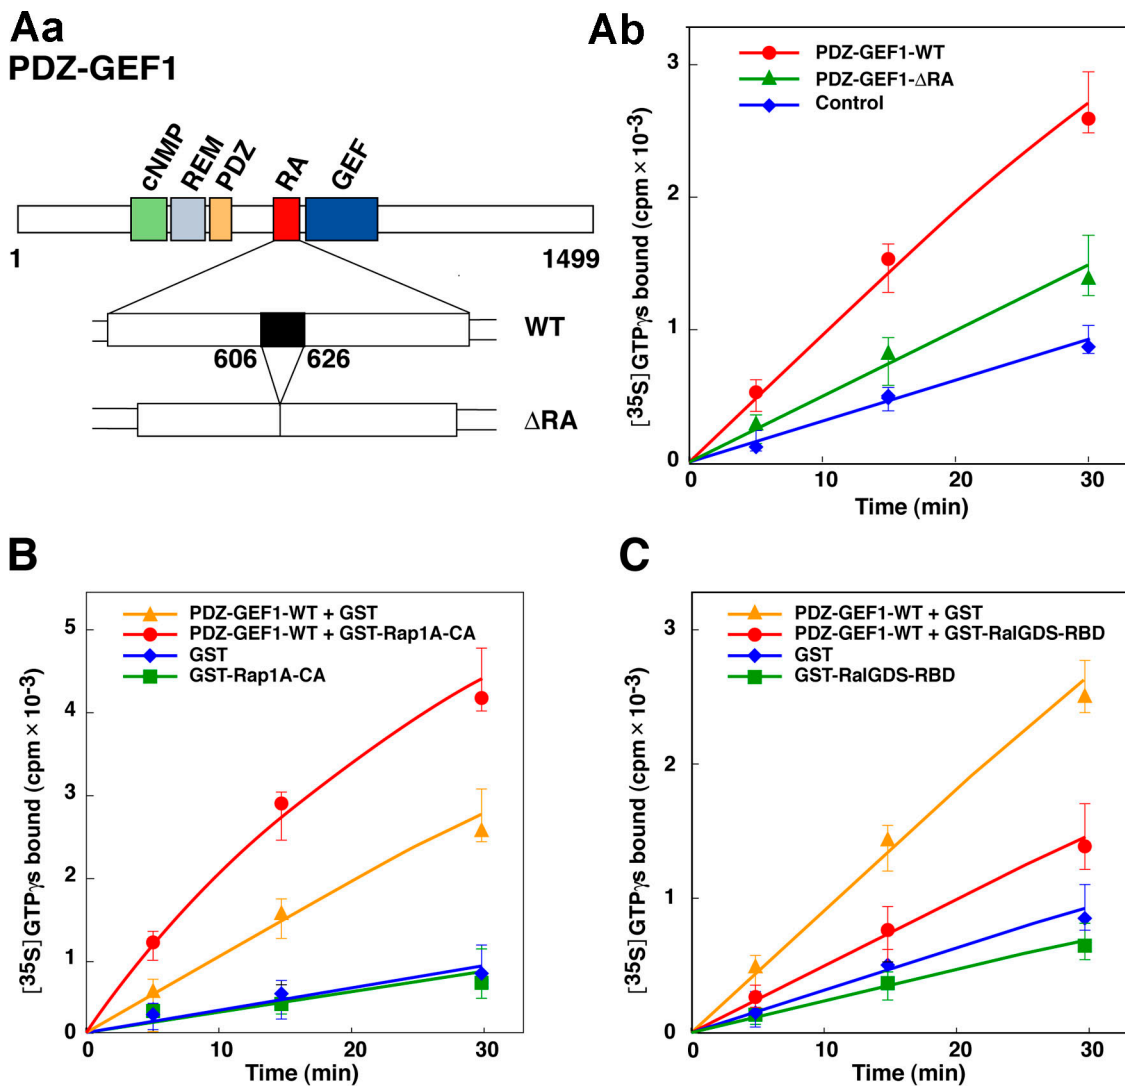 Aa
PDZ-GEF1
cNMP
REM
PDZ
RA
GEF
1
1499
WT
606
626
ΔRA
Ab
PDZ-GEF1-WT
PDZ-GEF1-ΔRA
Control
[³⁵S] GTPγs bound (cpm × 10⁻³)
3
2
1
0
0
10
20
30
Time (min)
B
PDZ-GEF1-WT + GST
PDZ-GEF1-WT + GST-Rap1A-CA
GST
GST-Rap1A-CA
[³⁵S] GTPγs bound (cpm × 10⁻³)
5
4
3
2
1
0
0
10
20
30
Time (min)
C
PDZ-GEF1-WT + GST
PDZ-GEF1-WT + GST-RalGDS-RBD
GST
GST-RalGDS-RBD
[³⁵S] GTPγs bound (cpm × 10⁻³)
3
2
1
0
0
10
20
30
Time (min)